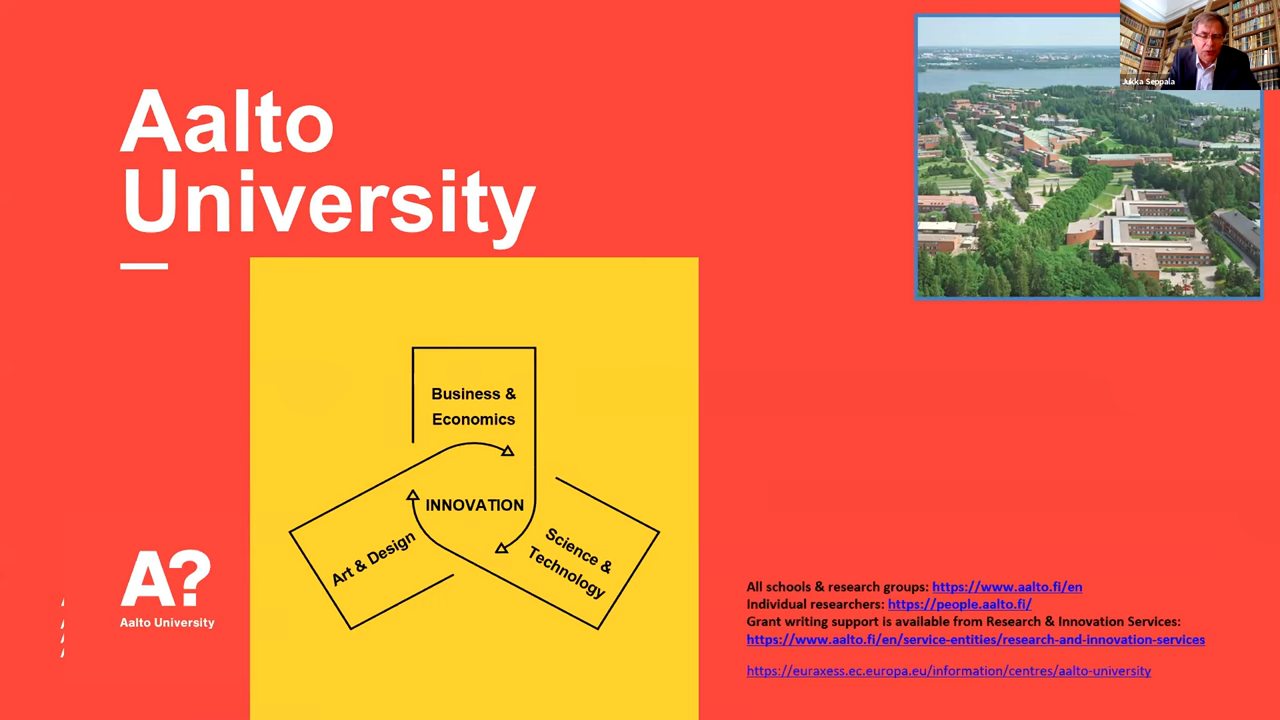 Aalto
University
Jukka Seppala
Business &
Economics
INNOVATION
Art & Design
Science &
Technology
A?
Aalto University
All schools & research groups: https://www.aalto.fi/en
Individual researchers: https://people.aalto.fi/
Grant writing support is available from Research & Innovation Services:
https://www.aalto.fi/en/service-entities/research-and-innovation-services
https://euraxess.ec.europa.eu/information/centres/aalto-university